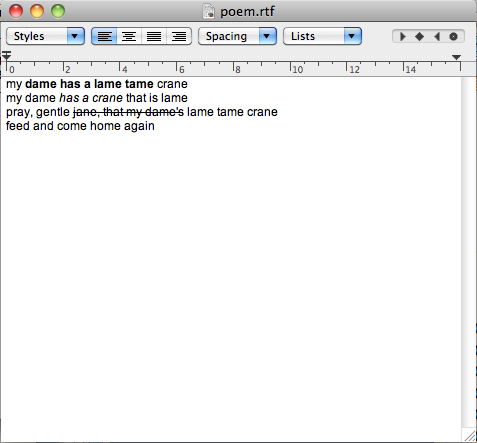 poem.rtf
Styles Spacing Lists
0 2 4 6 8 10 12 14
my dame has a lame tame crane
my dame has a crane that is lame
pray, gentle jane, that my dame's lame tame crane
feed and come home again